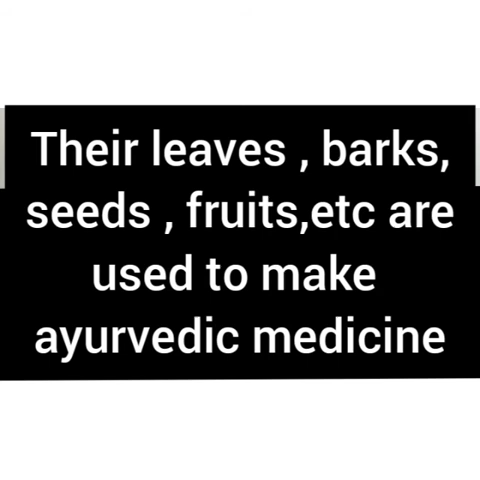 Their leaves , barks,
seeds , fruits,etc are
used to make
ayurvedic medicine